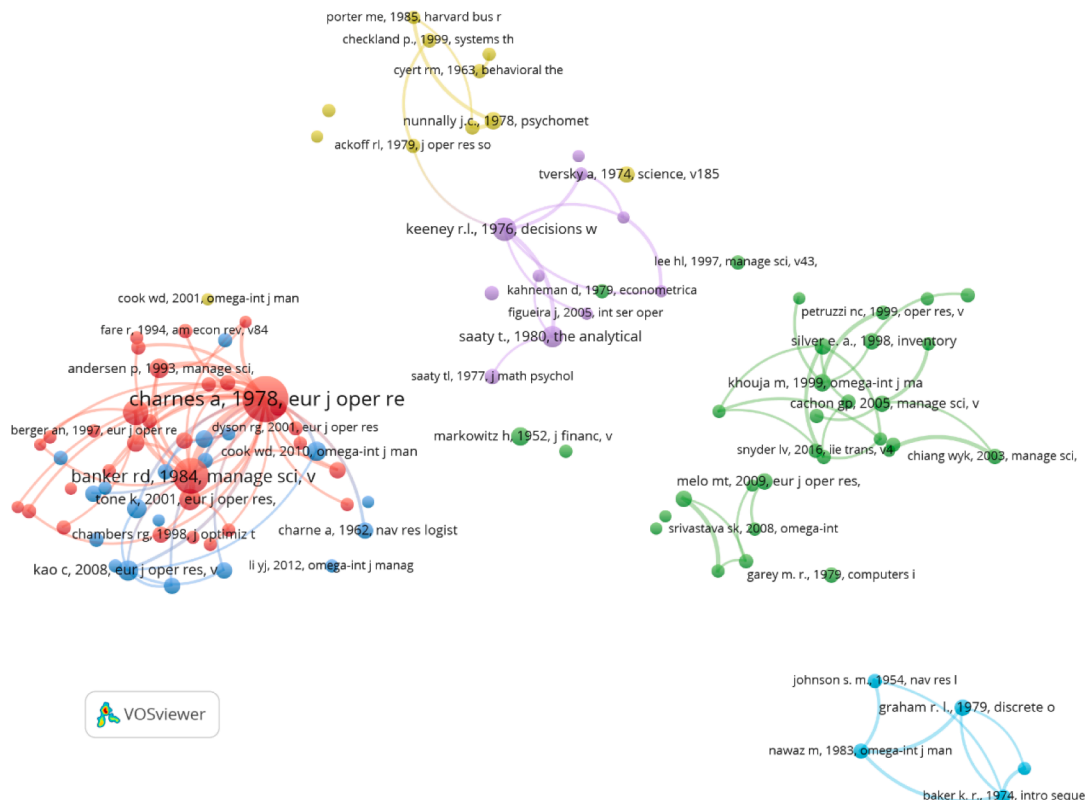 porter me, 1985, harvard bus r
checkland p., 1999, systems th
cyert rm, 1963, behavioral the
nunnally j.c., 1978, psychomet
ackoff rl, 1979, j oper res so
tversky a, 1974, science, v185
keeney r.l., 1976, decisions w
lee hl, 1997, manage sci, v43,
kahneman d, 1979, econometrica
cook wd, 2001, omega-int j man
figueira j, 2005, int ser oper
petruzzi nc, 1999, oper res, v
fare r, 1994, am econ rev, v84
saaty t., 1980, the analytical
silver e. a., 1998, inventory
andersen p, 1993, manage sci,
saaty tl, 1977, j math psychol
khouja m, 1999, omega-int j ma
charnes a, 1978, eur j oper re
cachon gp, 2005, manage sci, v
berger an, 1997, eur j oper re
dyson rg, 2001, eur j oper res
markowitz h, 1952, j financ, v
cook wd, 2010, omega-int j man
snyder lv, 2016, iie trans, v4
chiang wyk, 2003, manage sci,
banker rd, 1984, manage sci, v
melo mt, 2009, eur j oper res,
tone k, 2001, eur j oper res,
chambers rg, 1998, j optimiz t
charne a, 1962, nav res logist
srivastava sk, 2008, omega-int
kao c, 2008, eur j oper res, v
li yj, 2012, omega-int j manag
garey m. r., 1979, computers i
johnson s. m., 1954, nav res l
graham r. l., 1979, discrete o
VOSviewer
nawaz m, 1983, omega-int j man
baker k. r., 1974, intro seque